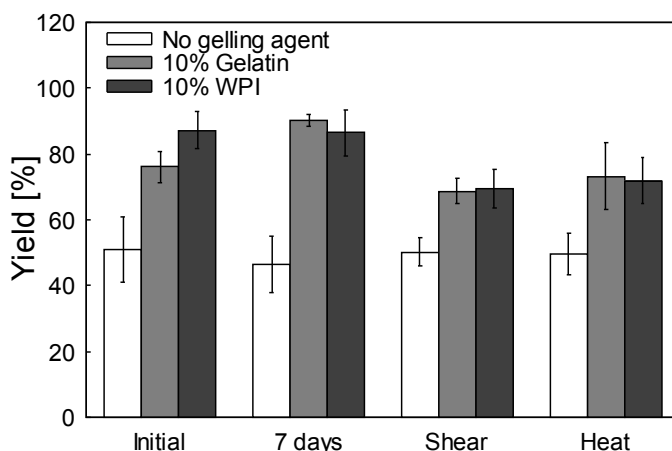 120
100
80
60
40
20
0
Yield [%]
No gelling agent
10% Gelatin
10% WPI
Initial 7 days Shear Heat